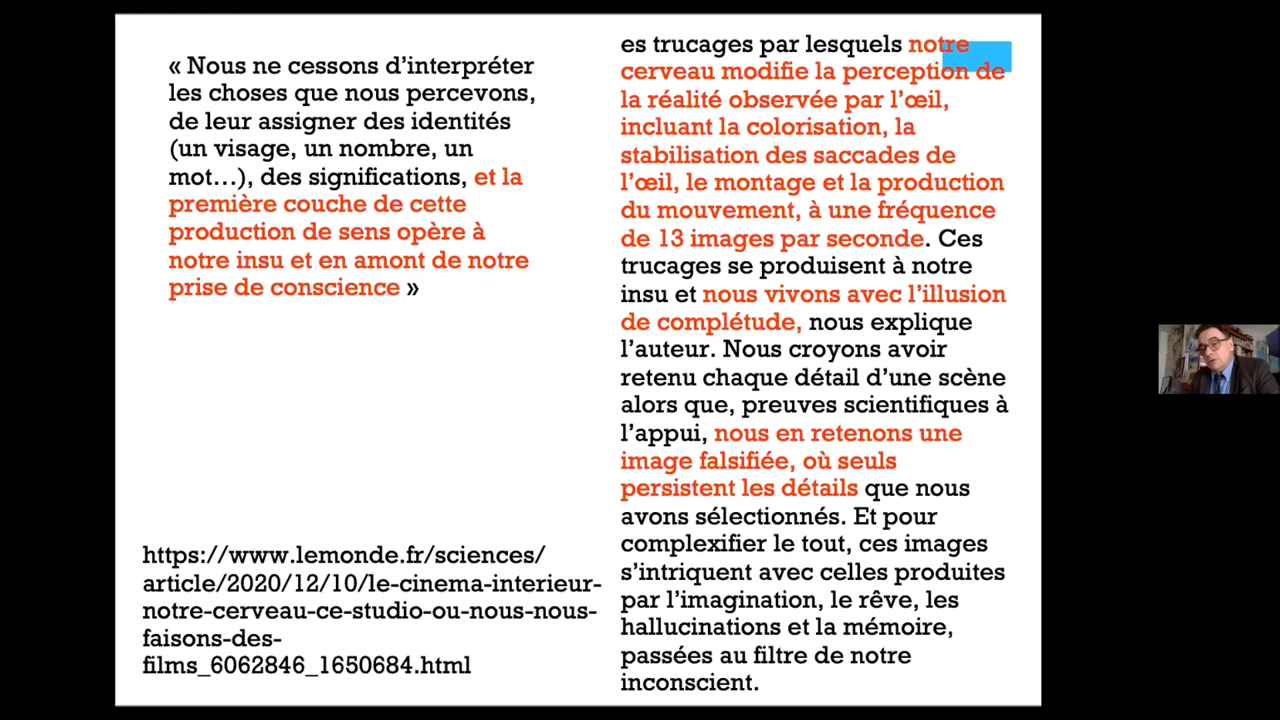 « Nous ne cessons d’interpréter
les choses que nous percevons,
de leur assigner des identités
(un visage, un nombre, un
mot…), des significations, et la
première couche de cette
production de sens opère à
notre insu et en amont de notre
prise de conscience »
https://www.lemonde.fr/sciences/
article/2020/12/10/le-cinema-interieur-
notre-cerveau-ce-studio-ou-nous-nous-
faisons-des-
films_6062846_1650684.html
es trucages par lesquels notre
cerveau modifie la perception de
la réalité observée par l’œil,
incluant la colorisation, la
stabilisation des saccades de
l’œil, le montage et la production
du mouvement, à une fréquence
de 13 images par seconde. Ces
trucages se produisent à notre
insu et nous vivons avec l’illusion
de complétude, nous explique
l’auteur. Nous croyons avoir
retenu chaque détail d’une scène
alors que, preuves scientifiques à
l’appui, nous en retenons une
image falsifiée, où seuls
persistent les détails que nous
avons sélectionnés. Et pour
complexifier le tout, ces images
s’intriquent avec celles produites
par l’imagination, le rêve, les
hallucinations et la mémoire,
passées au filtre de notre
inconscient.